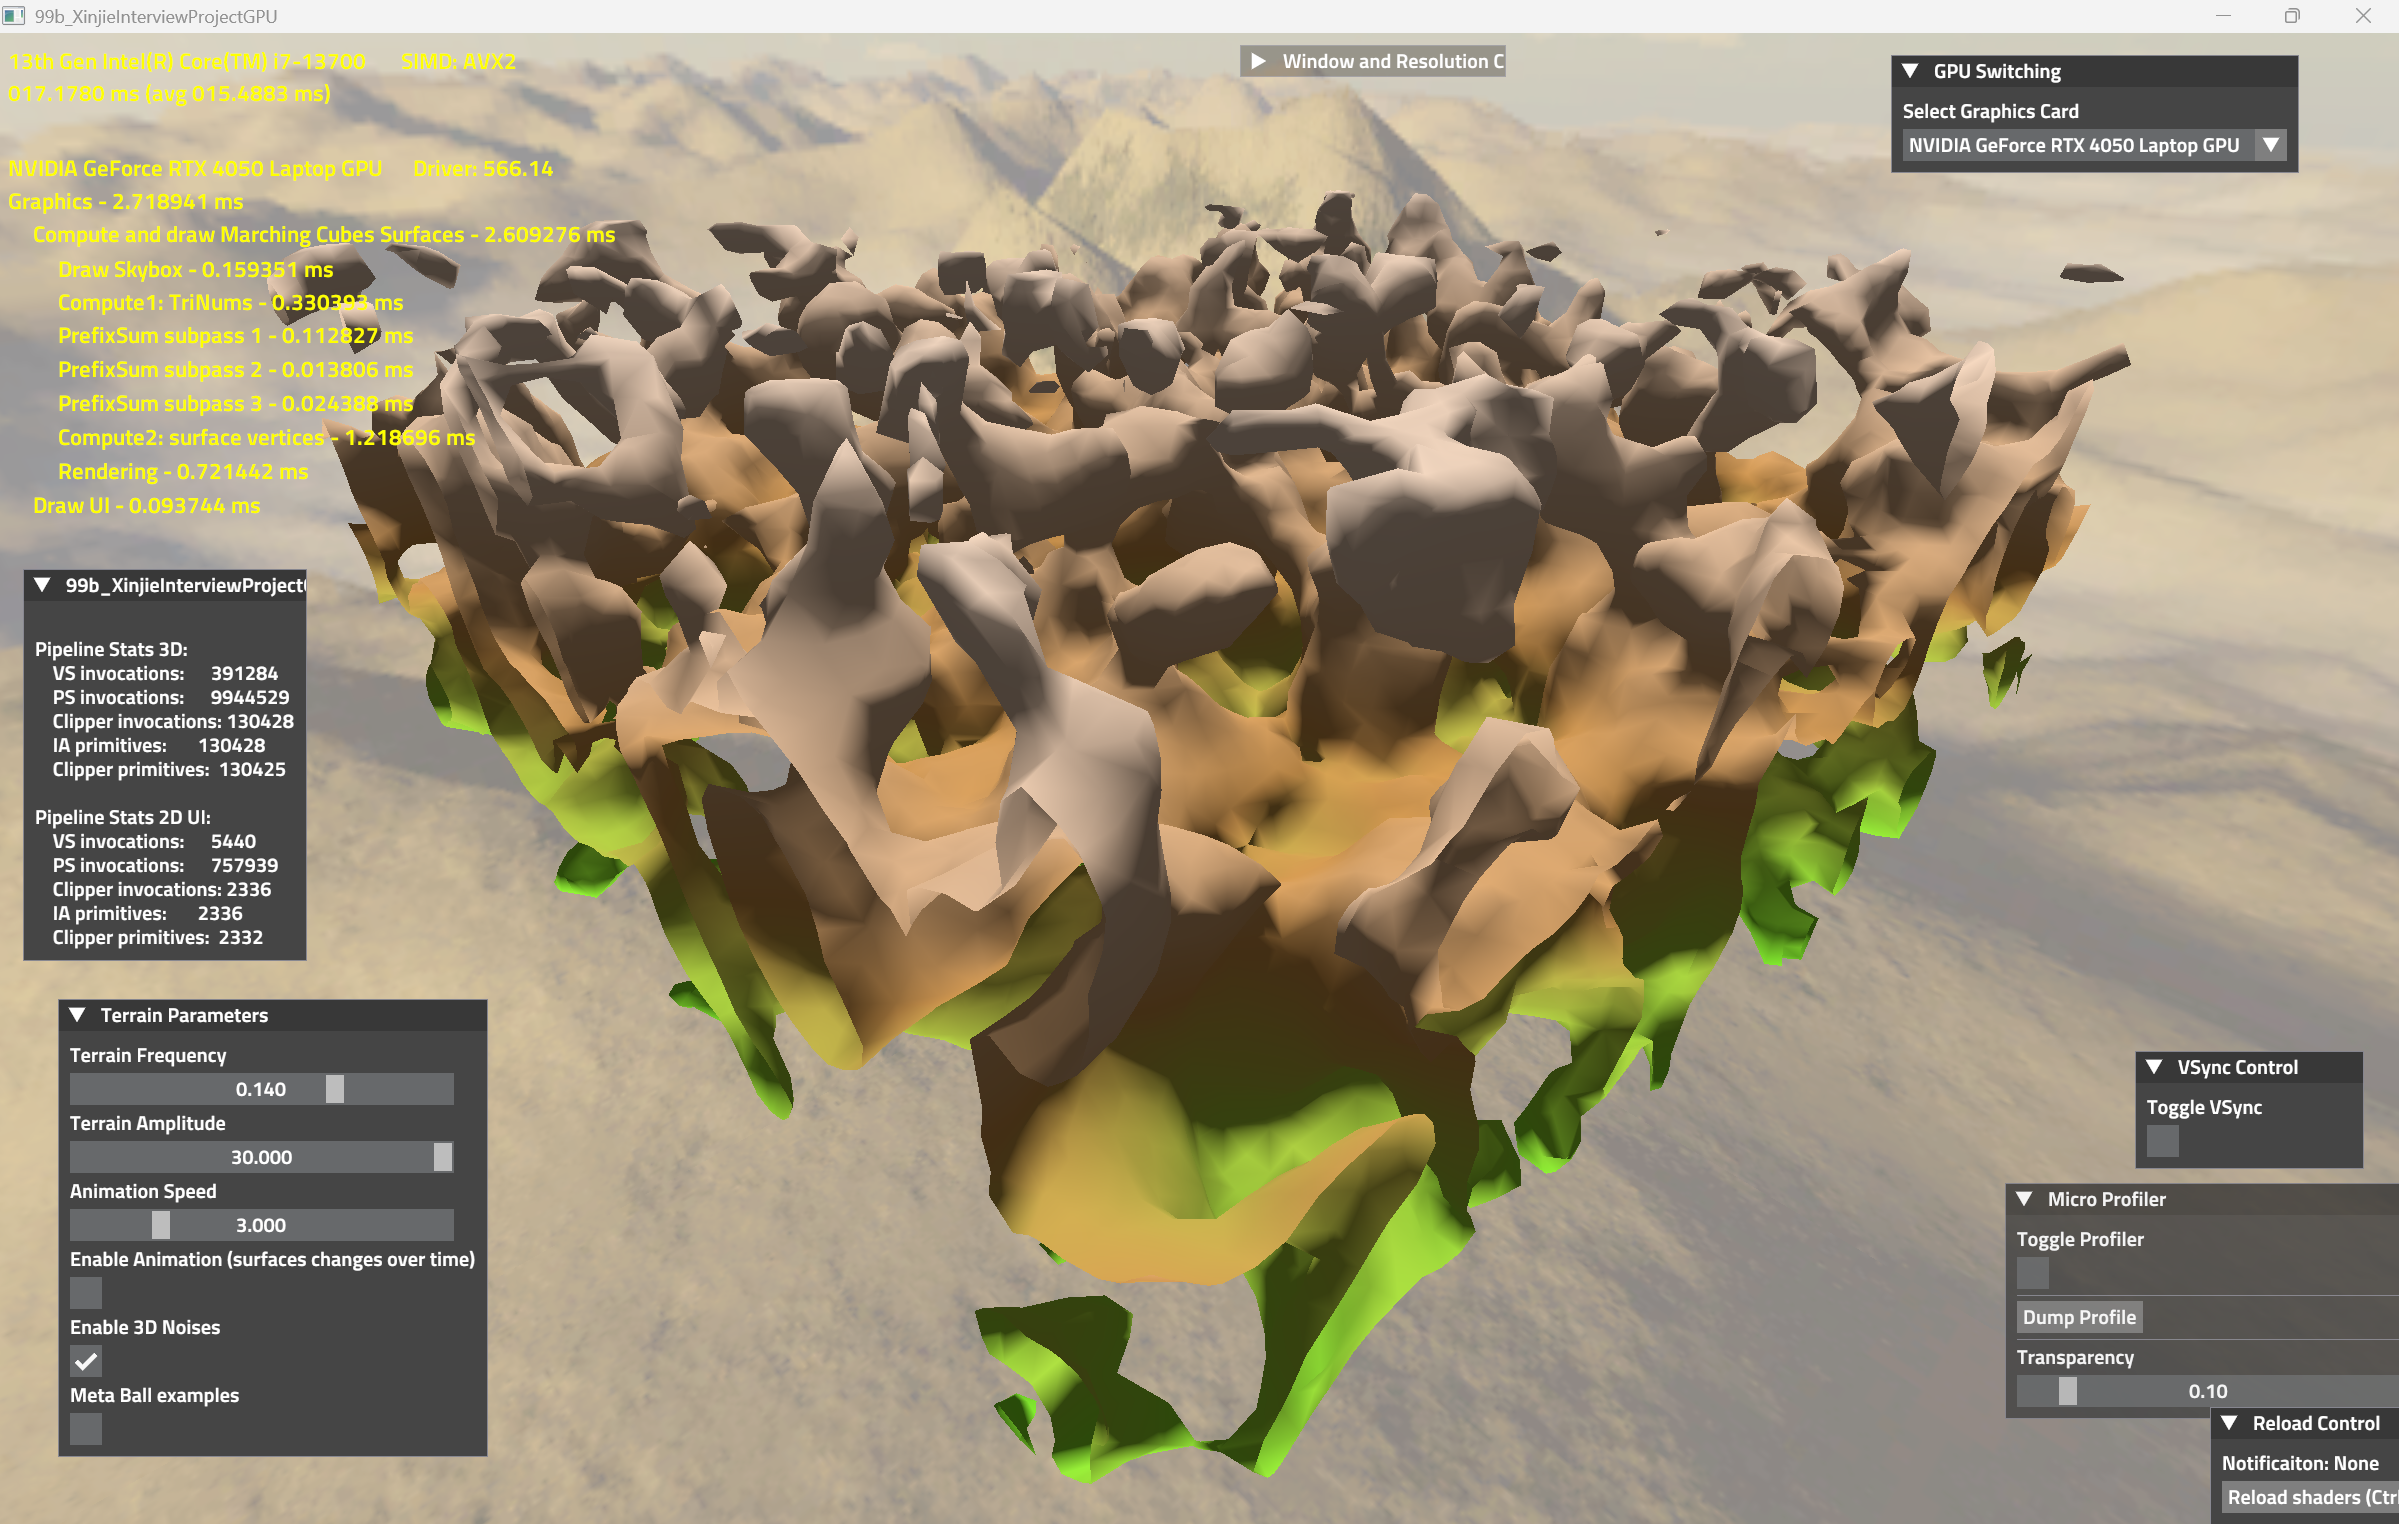 99b_XinjieInterviewProjectGPU
13th Gen Intel(R) Core(TM) i7-13700 SIMD: AVX2
017.1780 ms (avg 015.4883 ms)
Window and Resolution C
GPU Switching
Select Graphics Card
NVIDIA GeForce RTX 4050 Laptop GPU
NVIDIA GeForce RTX 4050 Laptop GPU Driver: 566.14
Graphics - 2.718941 ms
Compute and draw Marching Cubes Surfaces - 2.609276 ms
Draw Skybox - 0.159351 ms
Compute1: TriNums - 0.330393 ms
PrefixSum subpass 1 - 0.112827 ms
PrefixSum subpass 2 - 0.013806 ms
PrefixSum subpass 3 - 0.024388 ms
Compute2: surface vertices - 1.218696 ms
Rendering - 0.721442 ms
Draw UI - 0.093744 ms
99b_XinjieInterviewProject
Pipeline Stats 3D:
VS invocations: 391284
PS invocations: 9944529
Clipper invocations: 130428
IA primitives: 130428
Clipper primitives: 130425
Pipeline Stats 2D UI:
VS invocations: 5440
PS invocations: 757939
Clipper invocations: 2336
IA primitives: 2336
Clipper primitives: 2332
Terrain Parameters
Terrain Frequency
0.140
Terrain Amplitude
30.000
Animation Speed
3.000
Enable Animation (surfaces changes over time)
Enable 3D Noises
Meta Ball examples
VSync Control
Toggle VSync
Micro Profiler
Toggle Profiler
Dump Profile
Transparency
0.10
Reload Control
Notificaiton: None
Reload shaders (Ctr